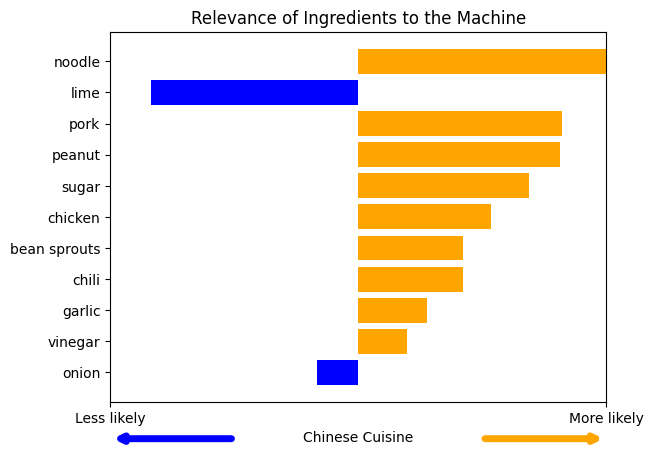 Relevance of Ingredients to the Machine
noodle
lime
pork
peanut
sugar
chicken
bean sprouts
chili
garlic
vinegar
onion
Less likely
More likely
Chinese Cuisine